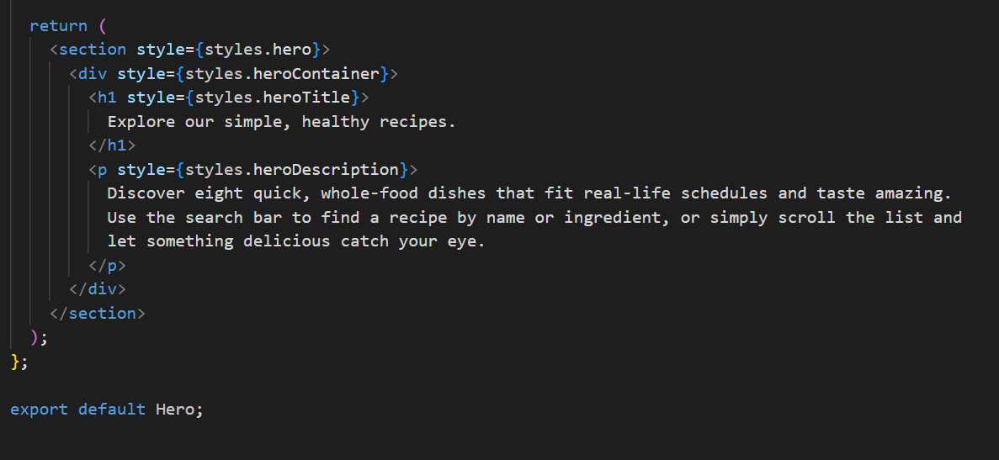 return (
<section style={styles.hero}>
<div style={styles.heroContainer}>
<h1 style={styles.heroTitle}>
Explore our simple, healthy recipes.
</h1>
<p style={styles.heroDescription}>
Discover eight quick, whole-food dishes that fit real-life schedules and taste amazing.
Use the search bar to find a recipe by name or ingredient, or simply scroll the list and
let something delicious catch your eye.
</p>
</div>
</section>
);
};
export default Hero;